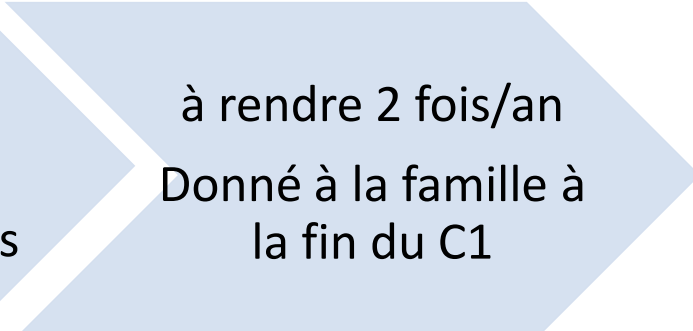 à rendre 2 fois/an
Donné à la famille à
s
la fin du C1